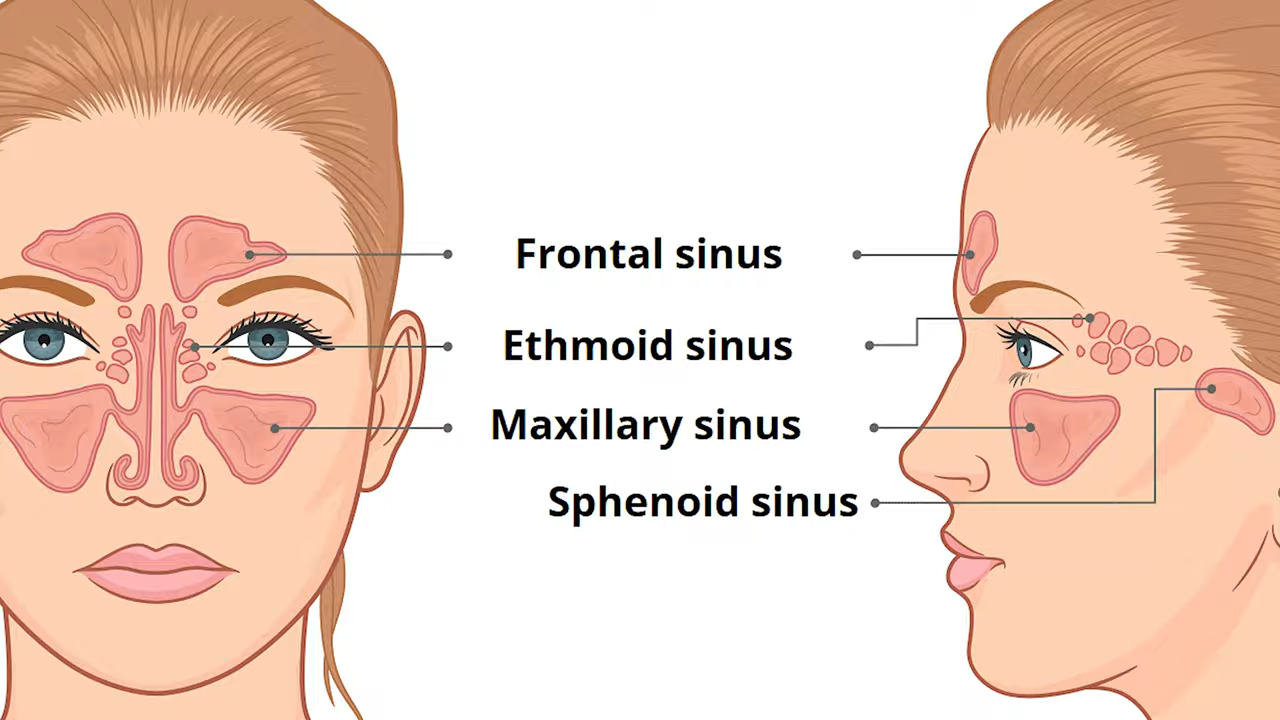 Frontal sinus
Ethmoid sinus
Maxillary sinus
Sphenoid sinus